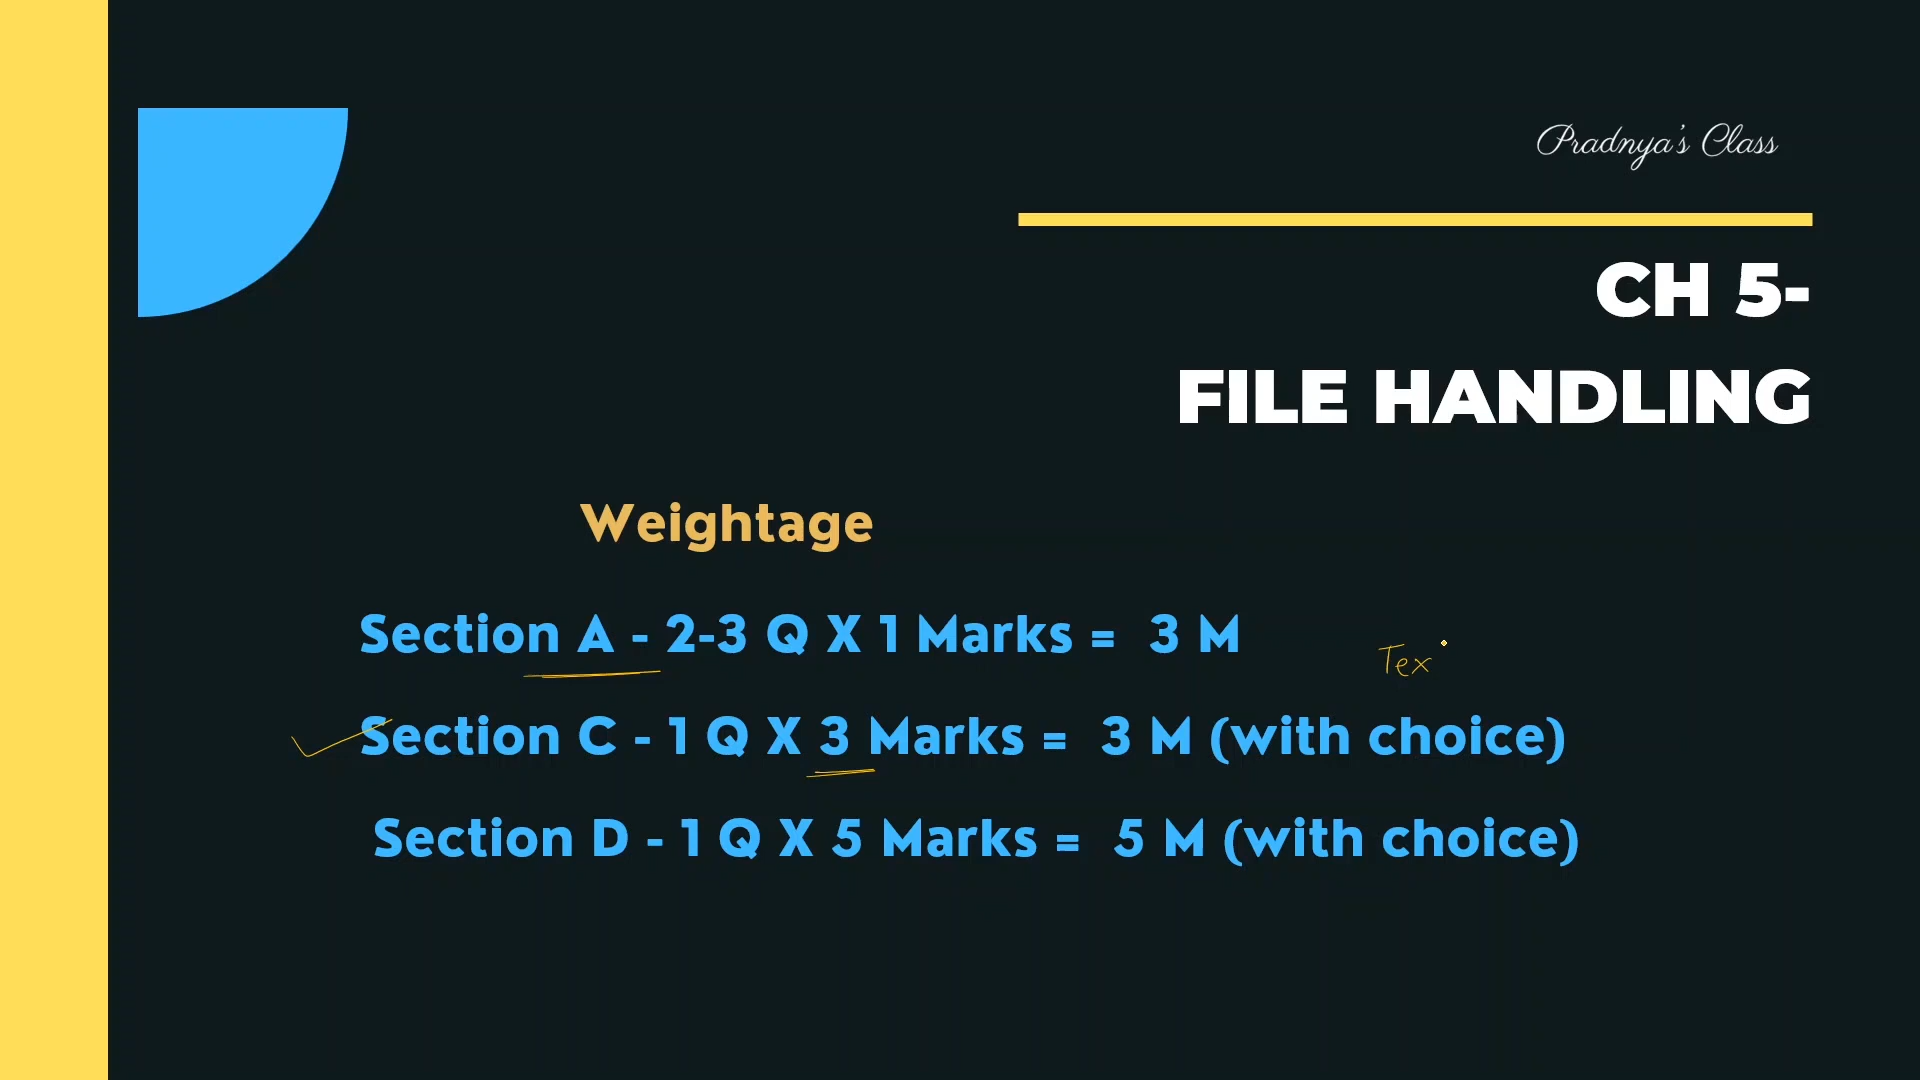 Pradnya's Class
CH 5-
FILE HANDLING
Weightage
Section A - 2-3 Q X 1 Marks = 3 M
Tex
Section C - 1 Q X 3 Marks = 3 M (with choice)
Section D - 1 Q X 5 Marks = 5 M (with choice)